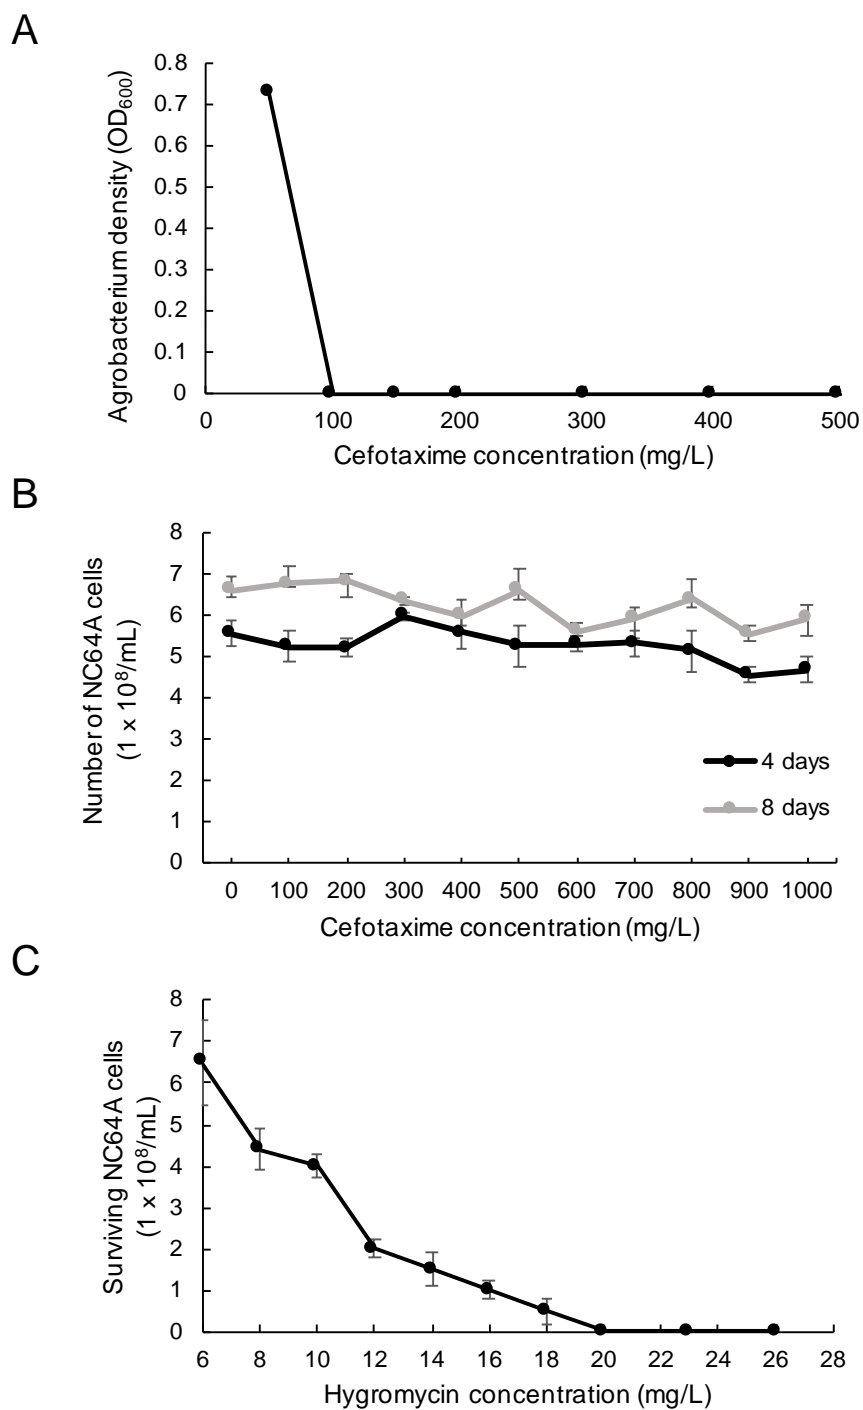 A
Agrobacterium density (OD600)
0.8
0.7
0.6
0.5
0.4
0.3
0.2
0.1
0
0 100 200 300 400 500
Cefotaxime concentration (mg/L)
B
Number of NC64A cells
(1 x 10⁸/mL)
8
7
6
5
4
3
2
1
0
4 days
8 days
0 100 200 300 400 500 600 700 800 900 1000
Cefotaxime concentration (mg/L)
C
Surviving NC64A cells
(1 x 10⁸/mL)
8
7
6
5
4
3
2
1
0
6 8 10 12 14 16 18 20 22 24 26 28
Hygromycin concentration (mg/L)